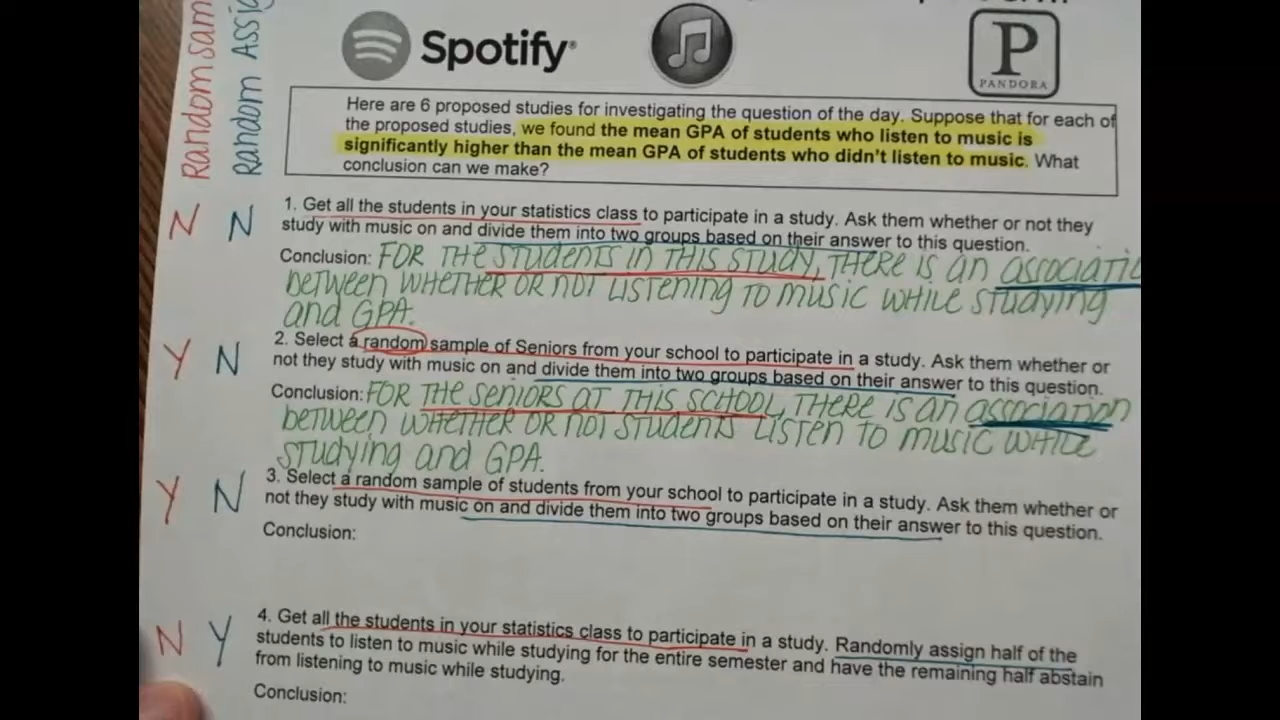 Random Sam
Random Assig
Spotify
P
PANDORA
Here are 6 proposed studies for investigating the question of the day. Suppose that for each of
the proposed studies, we found the mean GPA of students who listen to music is
significantly higher than the mean GPA of students who didn't listen to music. What
conclusion can we make?
N N
1. Get all the students in your statistics class to participate in a study. Ask them whether or not they
study with music on and divide them into two groups based on their answer to this question.
Conclusion: FOR THE STUDENTS IN THIS STUDY, THERE IS AN ASSOCIATIO
BETWEEN WHETHER OR NOT LISTENING TO MUSIC WHILE STUDYING
AND GPA.
Y N
2. Select a random sample of Seniors from your school to participate in a study. Ask them whether or
not they study with music on and divide them into two groups based on their answer to this question.
Conclusion: FOR THE SENIORS AT THIS SCHOOL, THERE IS AN ASSOCIATION
BETWEEN WHETHER OR NOT STUDENTS LISTEN TO MUSIC WHILE
STUDYING AND GPA.
Y N
3. Select a random sample of students from your school to participate in a study. Ask them whether or
not they study with music on and divide them into two groups based on their answer to this question.
Conclusion:
N Y
4. Get all the students in your statistics class to participate in a study. Randomly assign half of the
students to listen to music while studying for the entire semester and have the remaining half abstain
from listening to music while studying.
Conclusion: